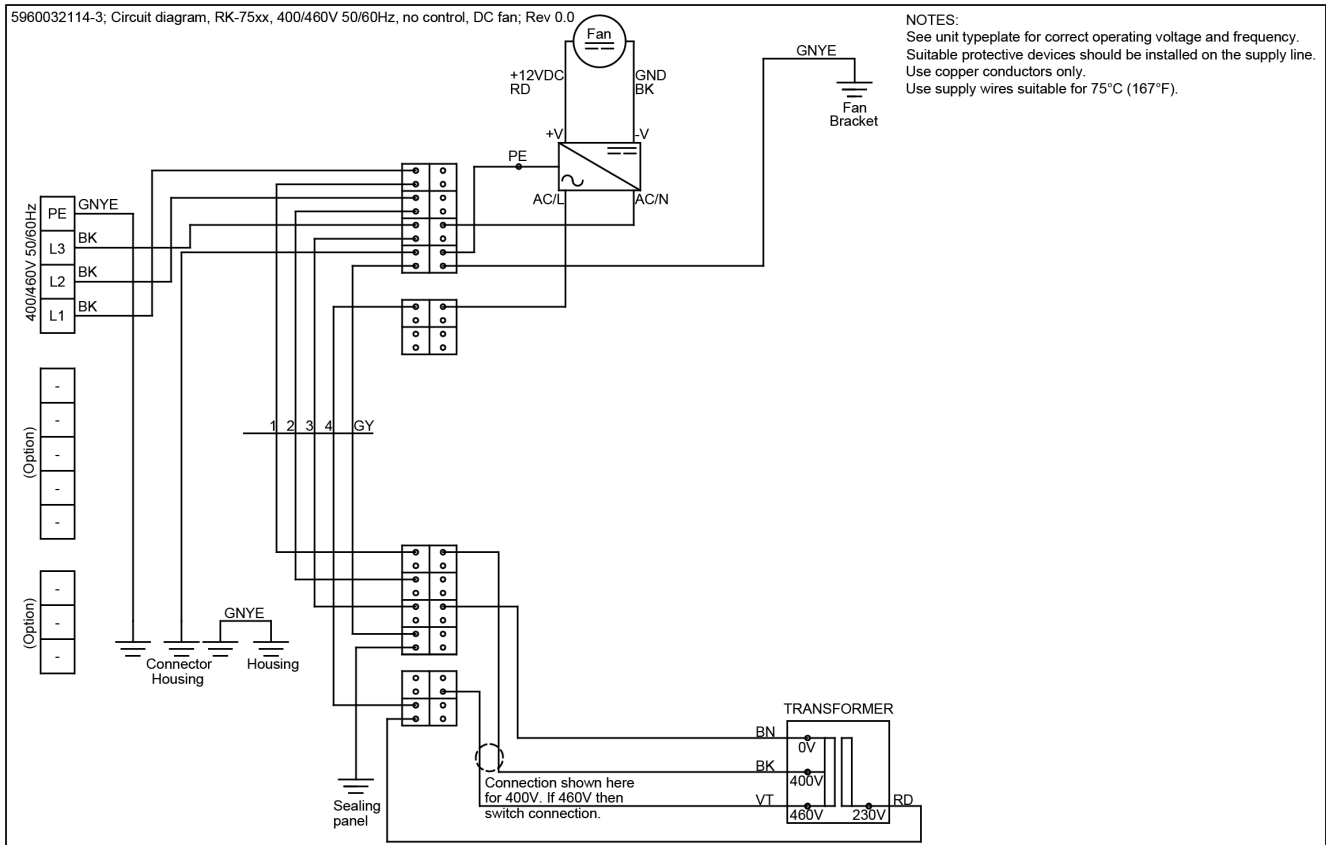 5960032114-3; Circuit diagram, RK-75xx, 400/460V 50/60Hz, no control, DC fan; Rev 0.0
NOTES:
See unit typeplate for correct operating voltage and frequency.
Suitable protective devices should be installed on the supply line.
Use copper conductors only.
Use supply wires suitable for 75°C (167°F).
Fan
+12VDC
RD
GND
BK
GNYE
Fan
Bracket
+V
-V
PE
AC/L
AC/N
400/460V 50/60Hz
PE
GNYE
L3
BK
L2
BK
L1
BK
(Option)
-
-
-
-
-
1
2
3
4
GY
(Option)
-
-
-
GNYE
Connector
Housing
Housing
Sealing
panel
Connection shown here
for 400V. If 460V then
switch connection.
TRANSFORMER
BN
0V
BK
400V
VT
460V
230V
RD